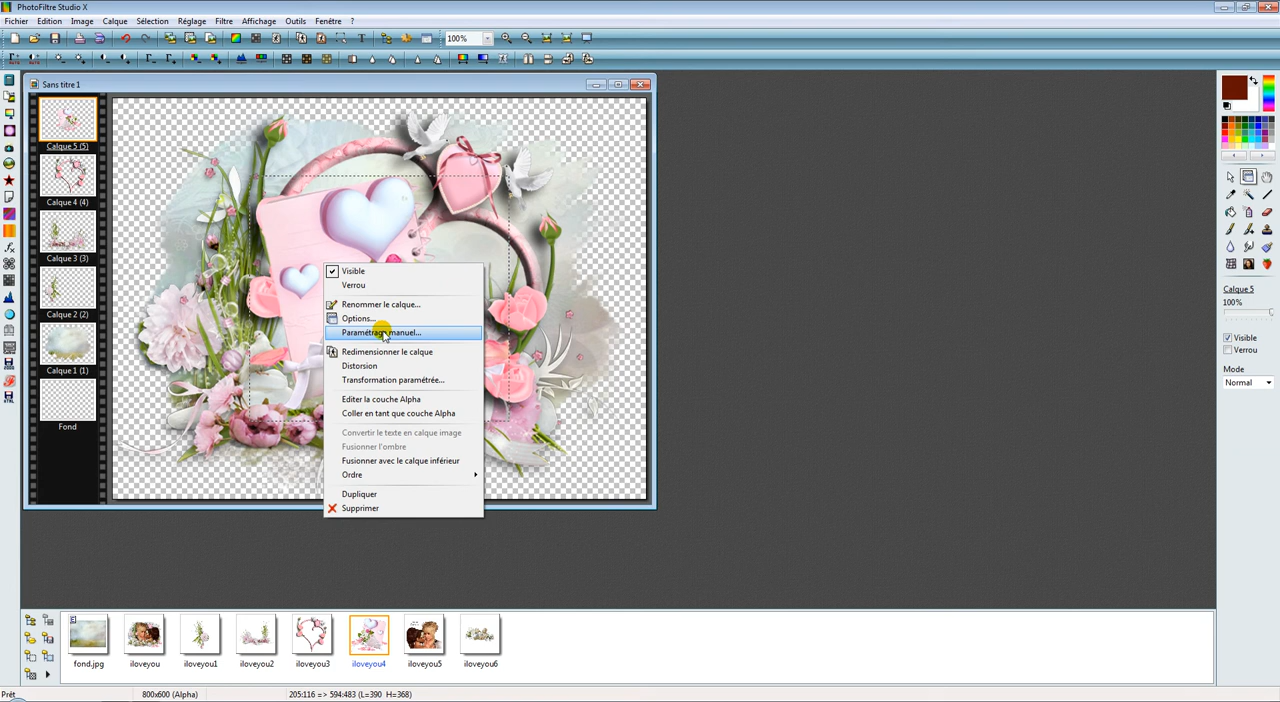 PhotoFiltre Studio X
Fichier Edition Image Calque Sélection Réglage Filtre Affichage Outils Fenêtre ?
100%
Sans titre 1
Calque 5 (5)
Calque 4 (4)
Calque 3 (3)
Calque 2 (2)
Calque 1 (1)
Fond
Visible
Verrou
Renommer le calque...
Options...
Paramétrage manuel...
Redimensionner le calque
Distorsion
Transformation paramétrée...
Editer la couche Alpha
Coller en tant que couche Alpha
Convertir le texte en calque image
Fusionner l'ombre
Fusionner avec le calque inférieur
Ordre
Dupliquer
Supprimer
Calque 5
100%
Visible
Verrou
Mode
Normal
fond.jpg iloveyou iloveyou1 iloveyou2 iloveyou3 iloveyou4 iloveyou5 iloveyou6
Prêt 800x600 (Alpha) 205:116 => 594:483 (L=390 H=368)